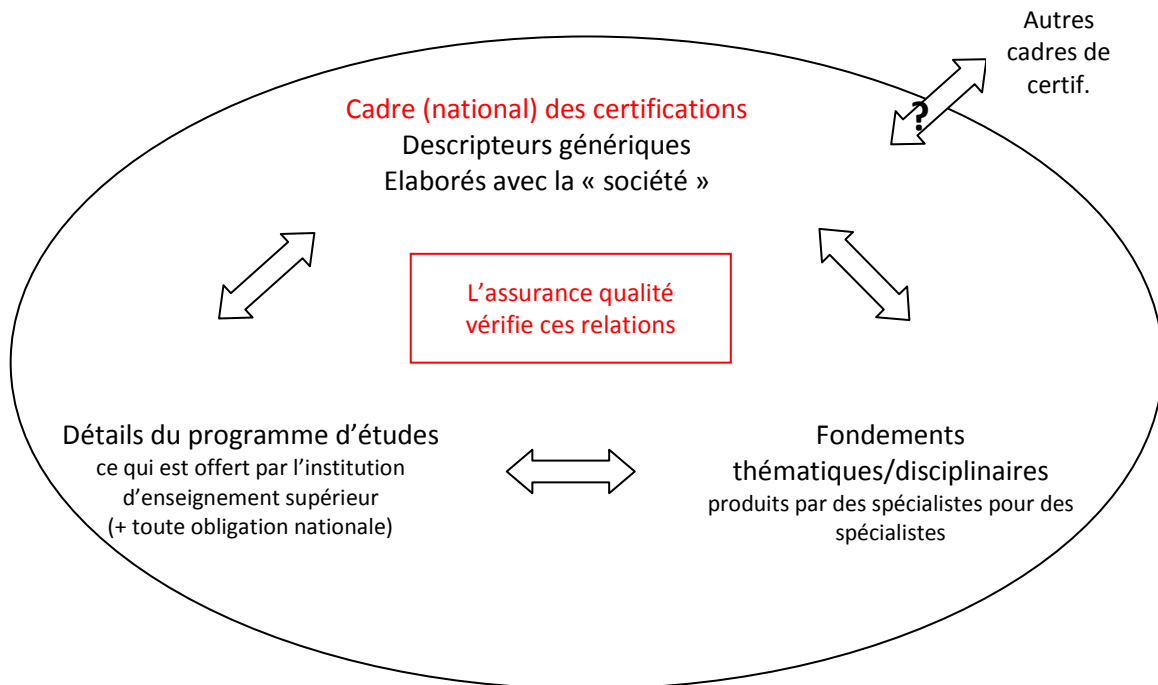 Autres
cadres de
certif.
?
Cadre (national) des certifications
Descripteurs génériques
Elaborés avec la « société »
L’assurance qualité
vérifie ces relations
Détails du programme d’études
ce qui est offert par l’institution
d’enseignement supérieur
(+ toute obligation nationale)
Fondements
thématiques/disciplinaires
produits par des spécialistes pour des
spécialistes